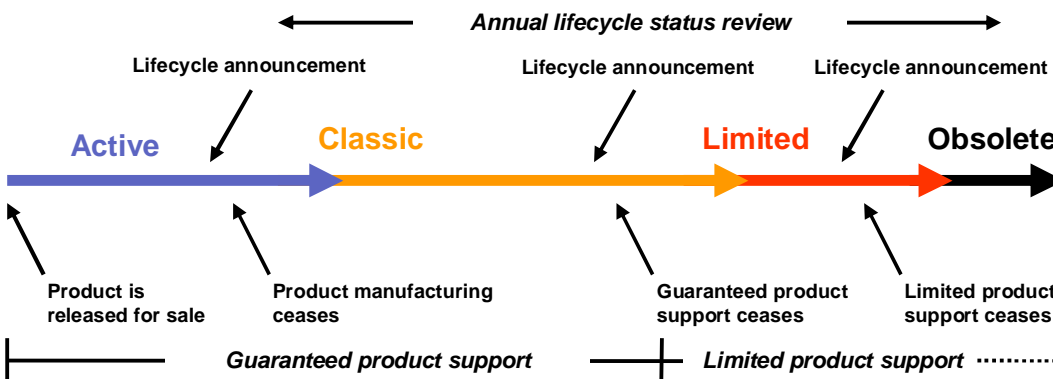 Annual lifecycle status review
Lifecycle announcement
Lifecycle announcement
Lifecycle announcement
Active
Classic
Limited
Obsolete
Product is
released for sale
Product manufacturing
ceases
Guaranteed product
support ceases
Limited product
support ceases
Guaranteed product support
Limited product support